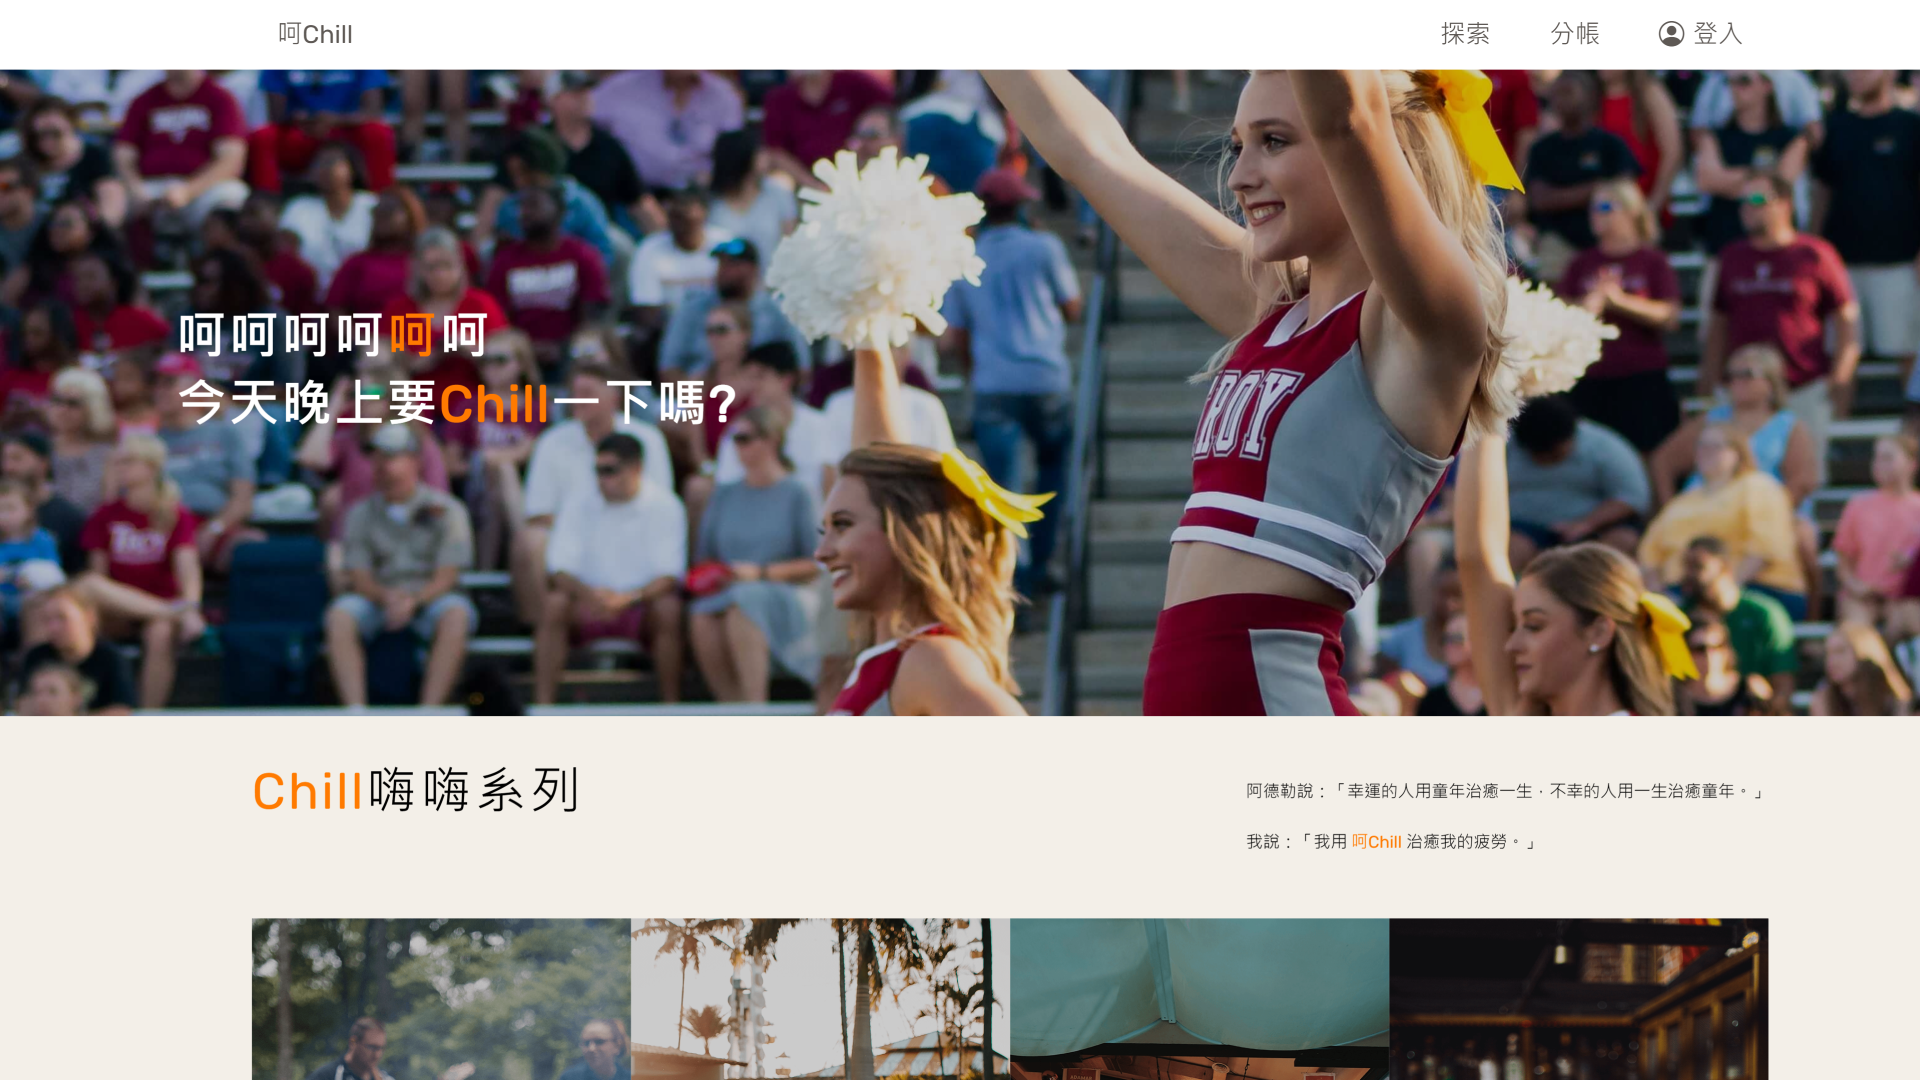 呵Chill
探索
分帳
登入
呵呵呵呵呵呵
今天晚上要Chill一下嗎?
TROY
Chill嗨嗨系列
阿德勒說：「幸運的人用童年治癒一生，不幸的人用一生治癒童年。」
我說：「我用 呵Chill 治癒我的疲勞。」